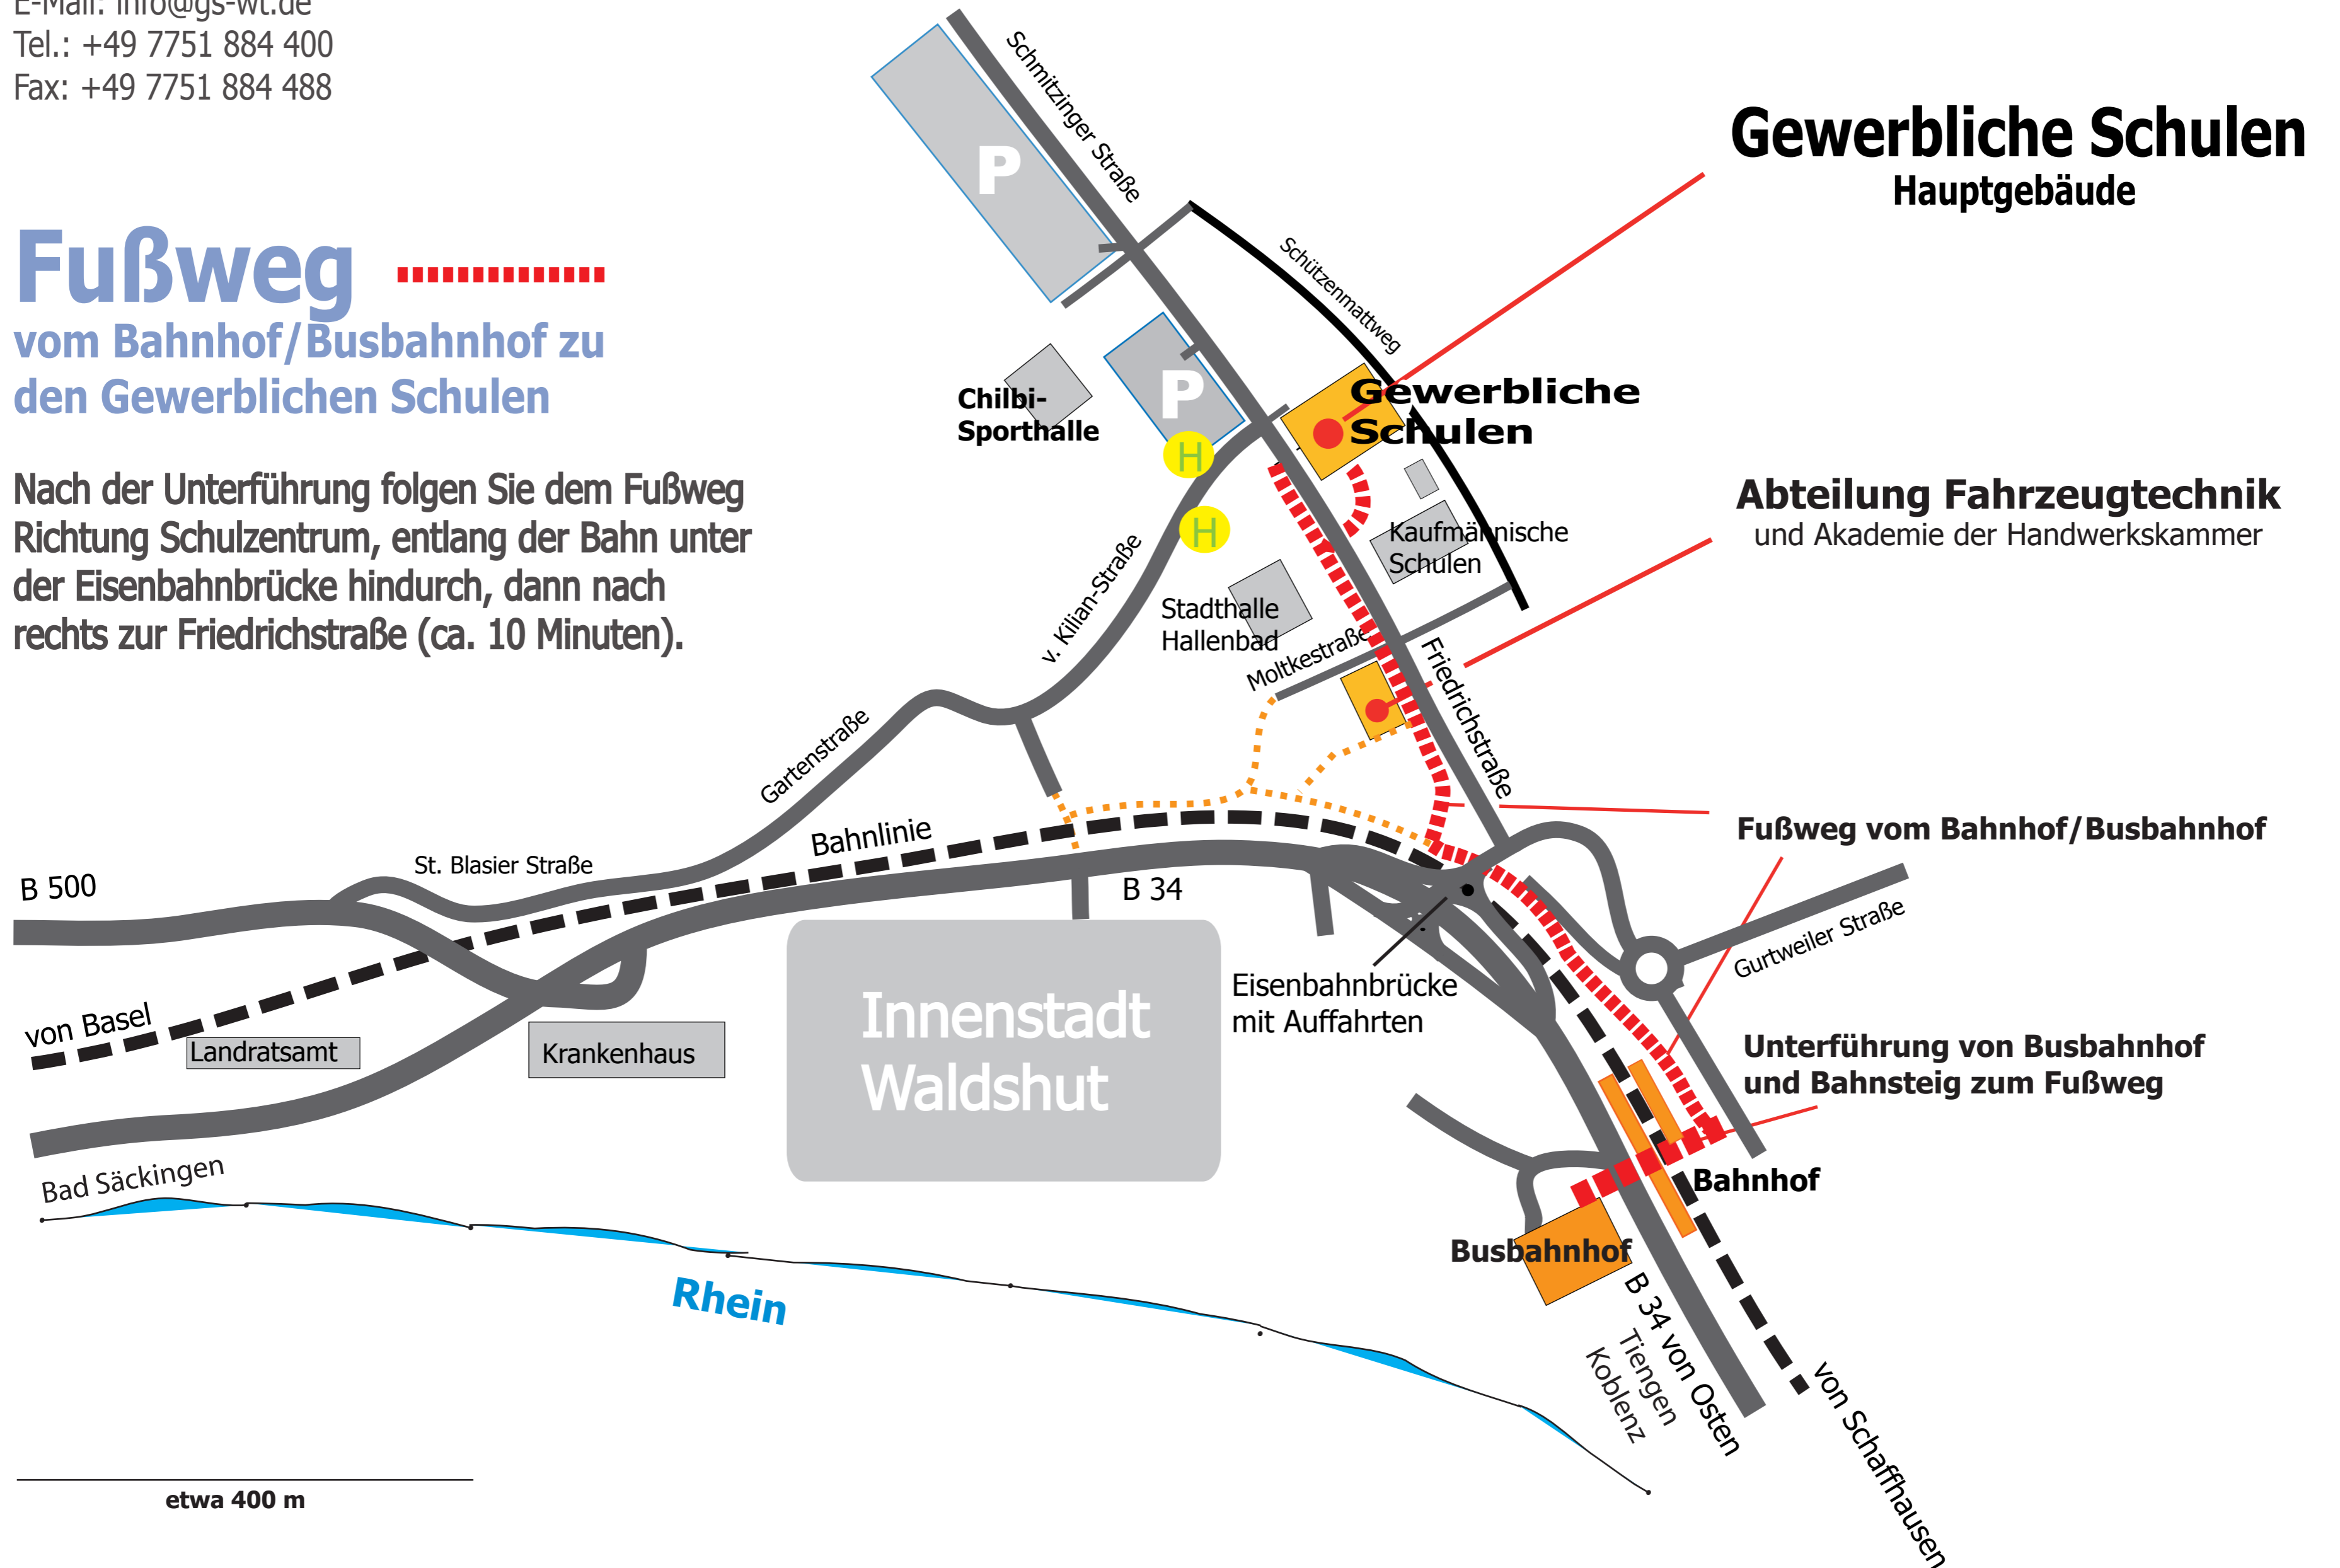 E-Mail: info@gs-wt.de
Tel.: +49 7751 884 400
Fax: +49 7751 884 488
Fußweg
vom Bahnhof/Busbahnhof zu
den Gewerblichen Schulen
Nach der Unterführung folgen Sie dem Fußweg
Richtung Schulzentrum, entlang der Bahn unter
der Eisenbahnbrücke hindurch, dann nach
rechts zur Friedrichstraße (ca. 10 Minuten).
Schmitzinger Straße
P
Schützenmattweg
Gewerbliche Schulen
Hauptgebäude
P
Chilbi-
Sporthalle
Gewerbliche
Schulen
H
H
Abteilung Fahrzeugtechnik
und Akademie der Handwerkskammer
Kaufmännische
Schulen
v. Kilian-Straße
Stadthalle
Hallenbad
Moltkestraße
Friedrichstraße
Gartenstraße
Bahnlinie
St. Blasier Straße
B 500
B 34
Fußweg vom Bahnhof/Busbahnhof
Gurtweiler Straße
Eisenbahnbrücke
mit Auffahrten
von Basel
Landratsamt
Krankenhaus
Innenstadt
Waldshut
Unterführung von Busbahnhof
und Bahnsteig zum Fußweg
Bad Säckingen
Bahnhof
Busbahnhof
Rhein
B 34 von Osten
Tiengen
Koblenz
von Schaffhausen
etwa 400 m